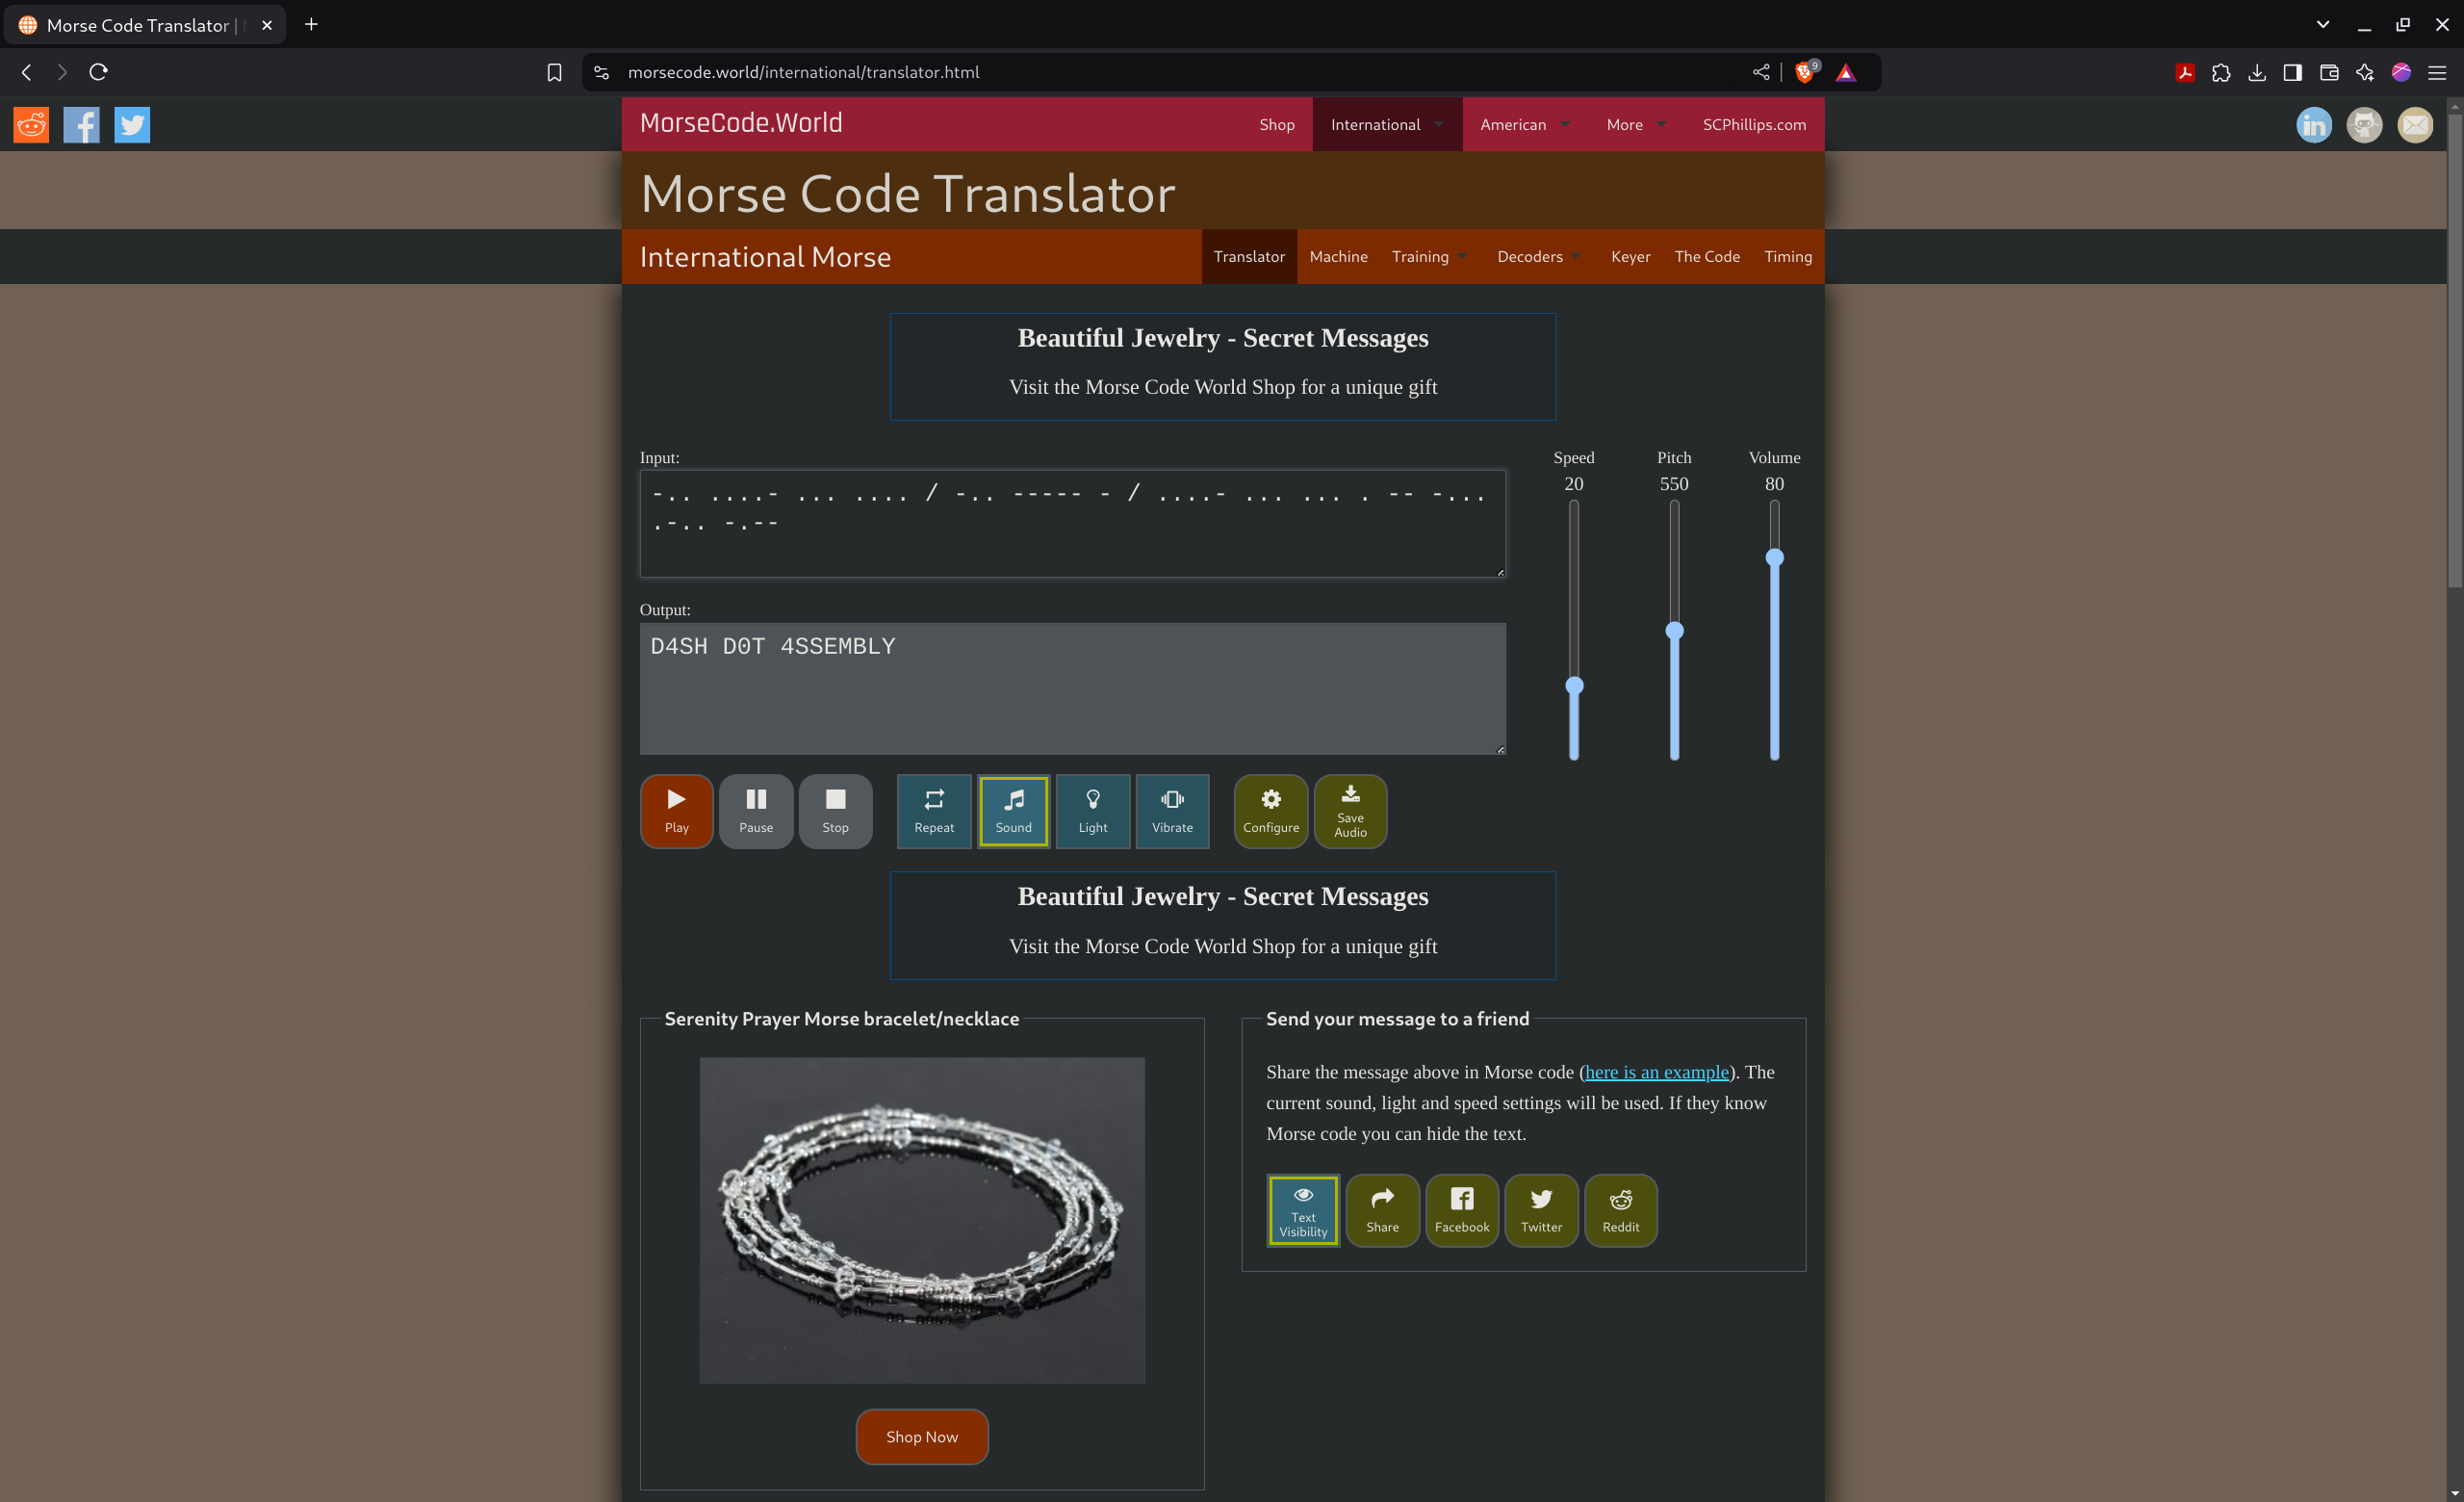 Morse Code Translator |
morsecode.world/international/translator.html
9
MorseCode.World
Shop
International
American
More
SCPhillips.com
Morse Code Translator
International Morse
Translator
Machine
Training
Decoders
Keyer
The Code
Timing
Beautiful Jewelry - Secret Messages
Visit the Morse Code World Shop for a unique gift
Input:
-.. ....- ... .... / -.. ----- - / ....- ... ... . -- -...
.-.. -.--
Speed
20
Pitch
550
Volume
80
Output:
D4SH D0T 4SSEMBLY
Play
Pause
Stop
Repeat
Sound
Light
Vibrate
Configure
Save
Audio
Beautiful Jewelry - Secret Messages
Visit the Morse Code World Shop for a unique gift
Serenity Prayer Morse bracelet/necklace
Shop Now
Send your message to a friend
Share the message above in Morse code (here is an example). The
current sound, light and speed settings will be used. If they know
Morse code you can hide the text.
Text
Visibility
Share
Facebook
Twitter
Reddit